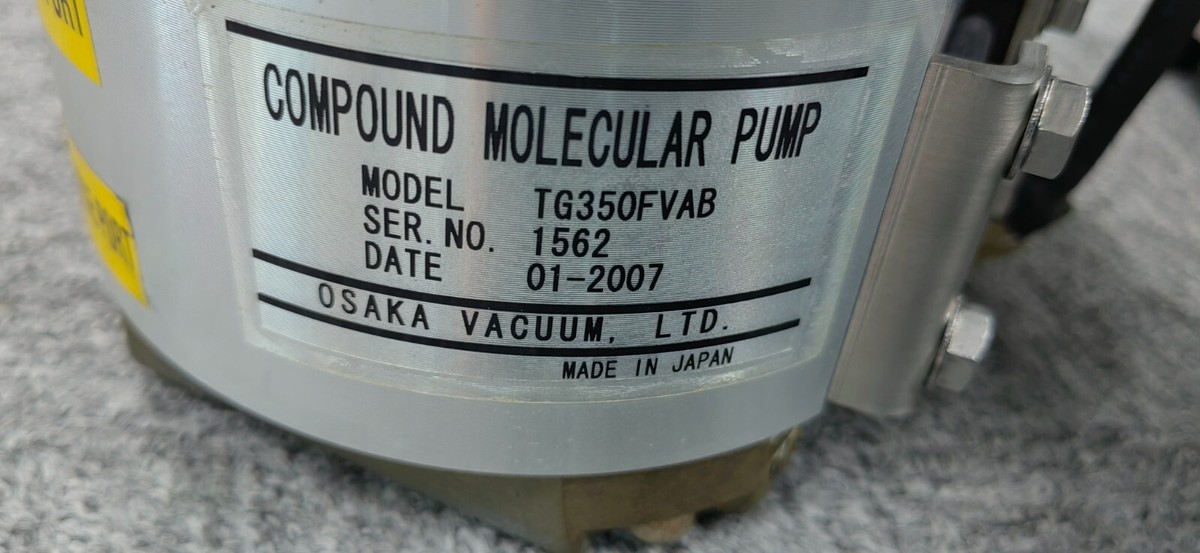 COMPOUND MOLECULAR PUMP
MODEL TG350FVAB
SER. NO. 1562
DATE 01-2007
OSAKA VACUUM, LTD.
MADE IN JAPAN